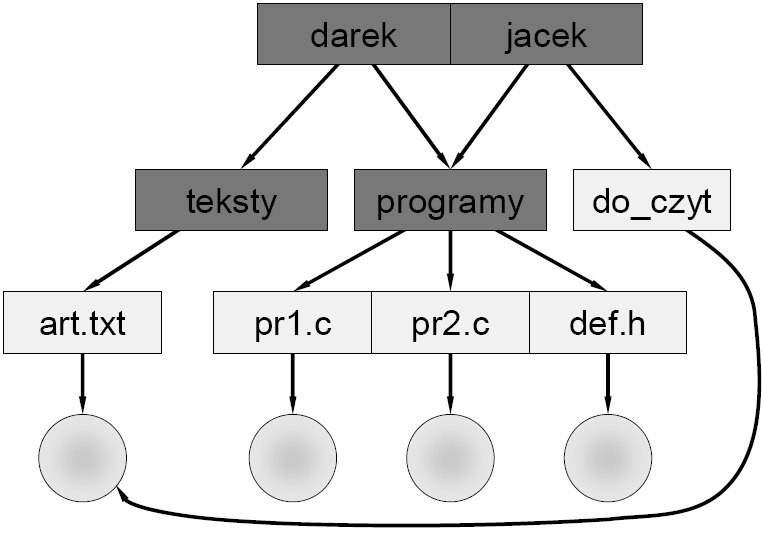 darek jacek
teksty programy do_czyt
art.txt pr1.c pr2.c def.h